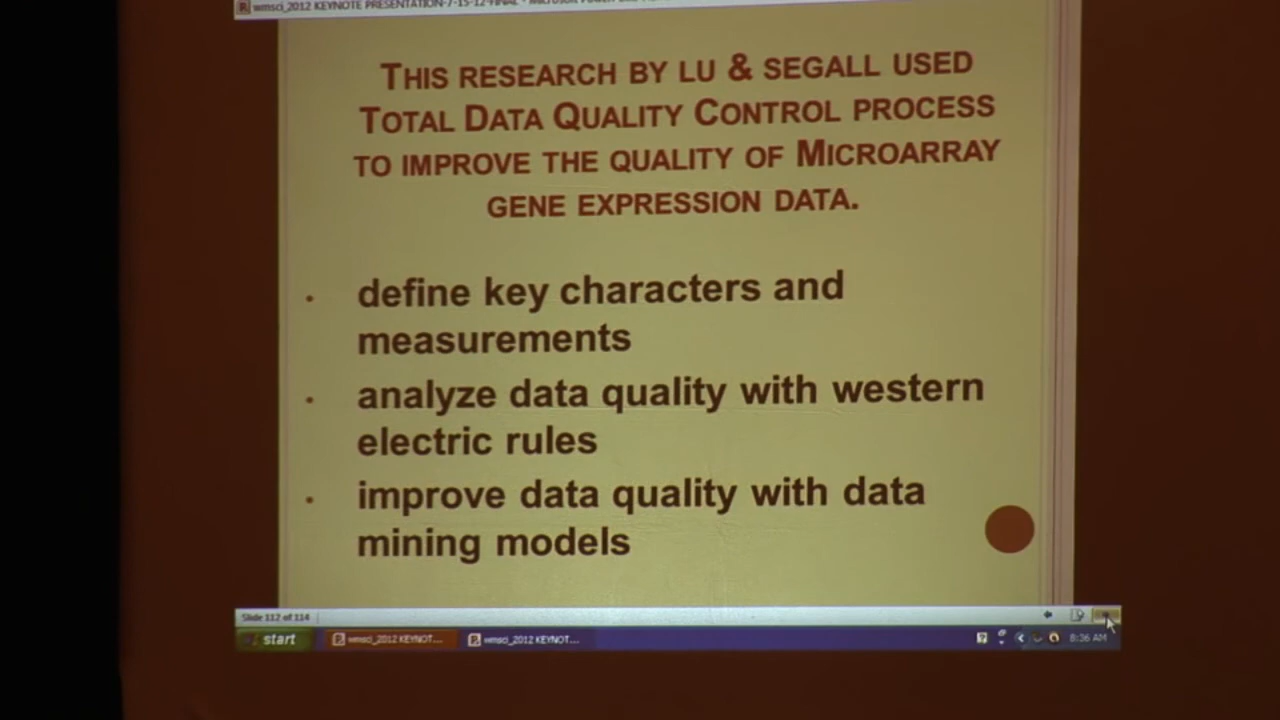 wmsci_2012 KEYNOTE PRESENTATION-7-15-12-FINAL - Microsoft Power
THIS RESEARCH BY LU & SEGALL USED
TOTAL DATA QUALITY CONTROL PROCESS
TO IMPROVE THE QUALITY OF MICROARRAY
GENE EXPRESSION DATA.
• define key characters and
measurements
• analyze data quality with western
electric rules
• improve data quality with data
mining models
Slide 112 of 114
start
wmsci_2012 KEYNOT...
wmsci_2012 KEYNOT...
8:36 AM